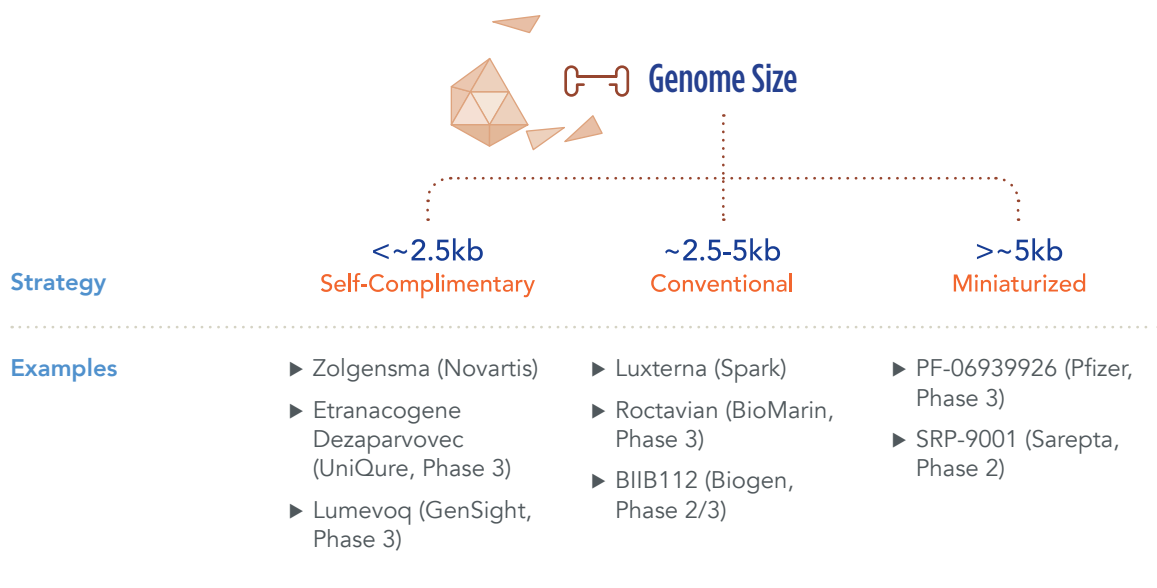 Genome Size
<~2.5kb
Self-Complimentary
~2.5-5kb
Conventional
>~5kb
Miniaturized
Strategy
Examples
► Zolgensma (Novartis)
► Etranacogene
Dezaparvovec
(UniQure, Phase 3)
► Lumevoq (GenSight,
Phase 3)
► Luxterna (Spark)
► Roctavian (BioMarin,
Phase 3)
► BIIB112 (Biogen,
Phase 2/3)
► PF-06939926 (Pfizer,
Phase 3)
► SRP-9001 (Sarepta,
Phase 2)